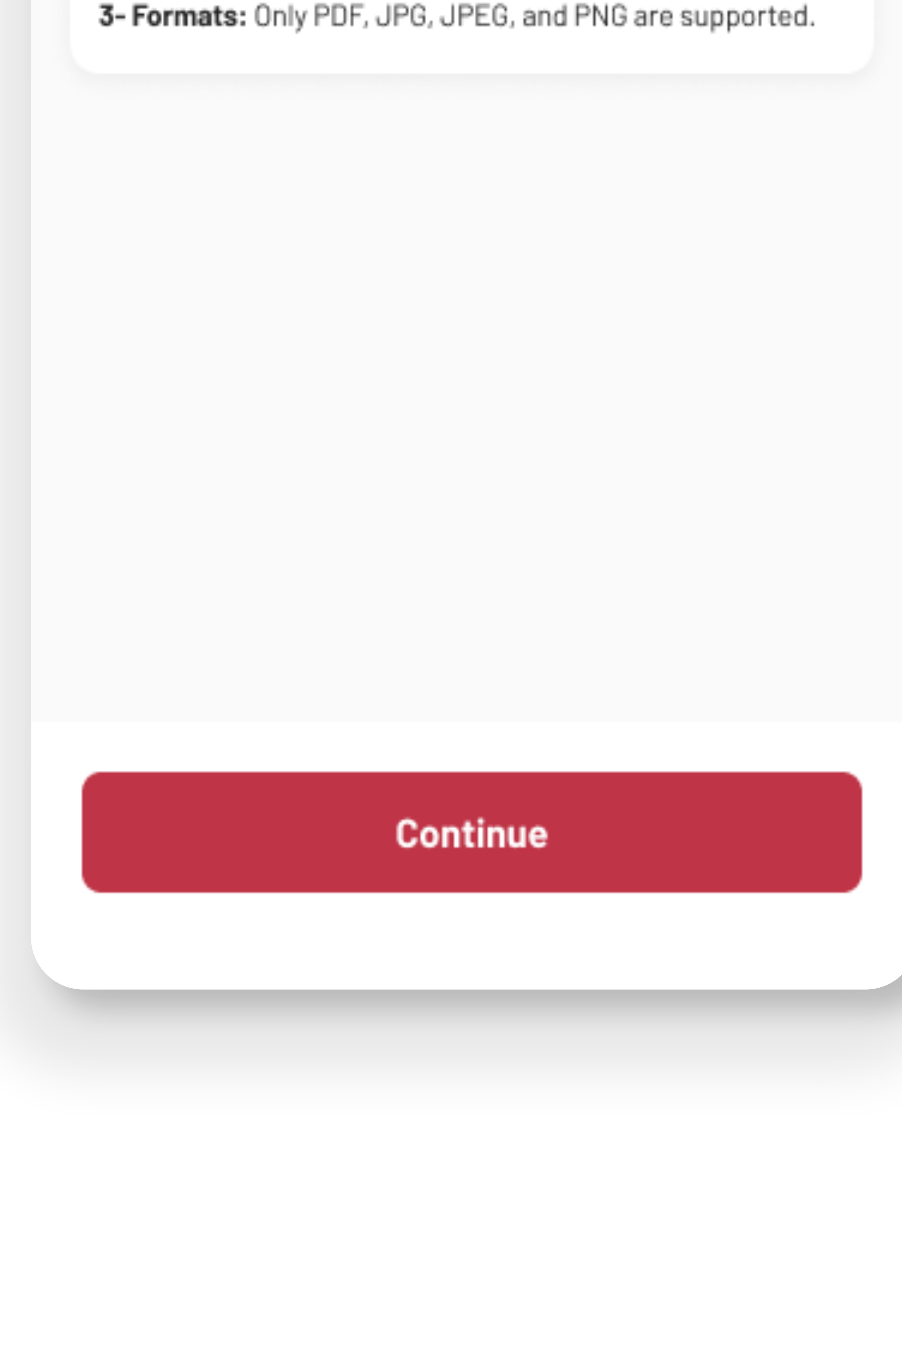 3- Formats: Only PDF, JPG, JPEG, and PNG are supported.
Continue